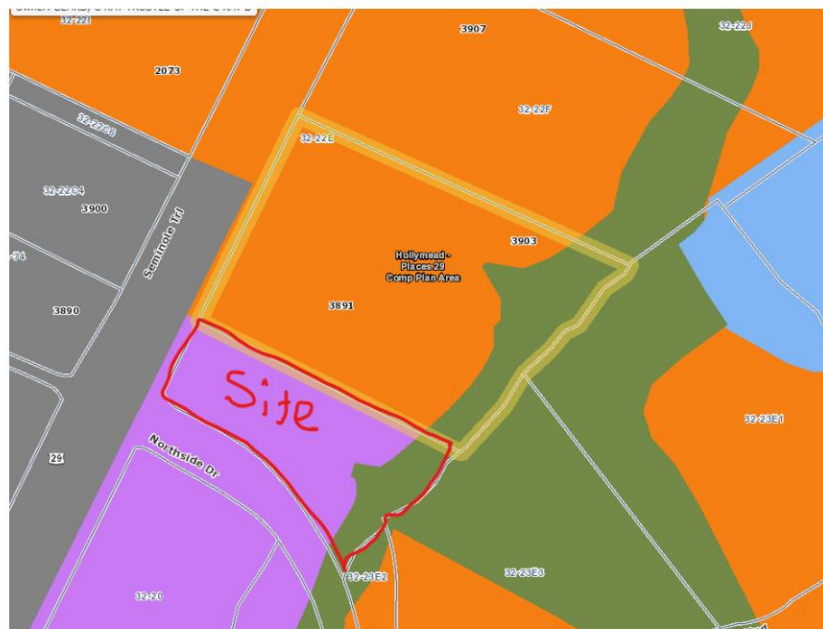 32-22I
3907
32-22J
2073
32-22F
32-22C6
32-22E
32-22C4
3900
3903
Seminole Trl
Hollymead -
Places 29
Comp Plan Area
3891
3890
Site
32-23E1
Northside Dr
29
32-23E2
32-23E3
32-20